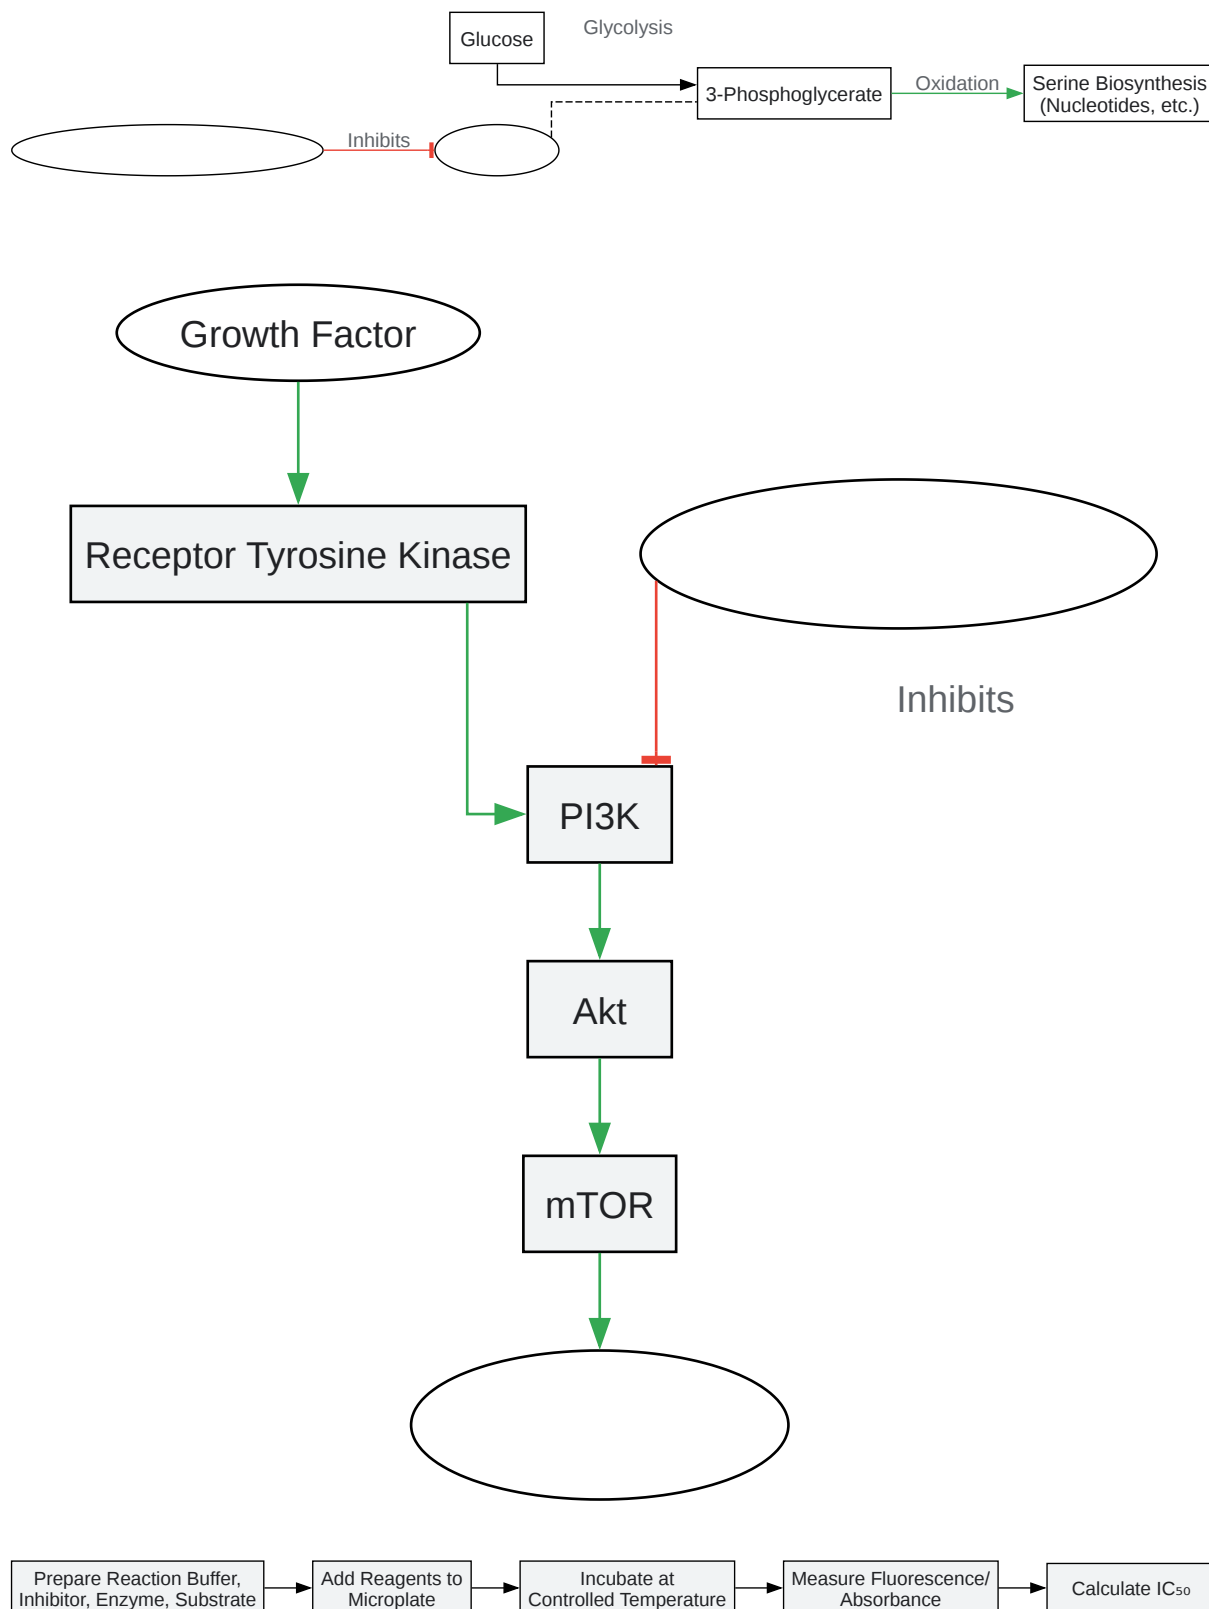 Glucose
Glycolysis
3-Phosphoglycerate
Oxidation
Serine Biosynthesis
(Nucleotides, etc.)
Inhibits
Growth Factor
Receptor Tyrosine Kinase
Inhibits
PI3K
Akt
mTOR
Prepare Reaction Buffer,
Inhibitor, Enzyme, Substrate
Add Reagents to
Microplate
Incubate at
Controlled Temperature
Measure Fluorescence/
Absorbance
Calculate IC₅₀